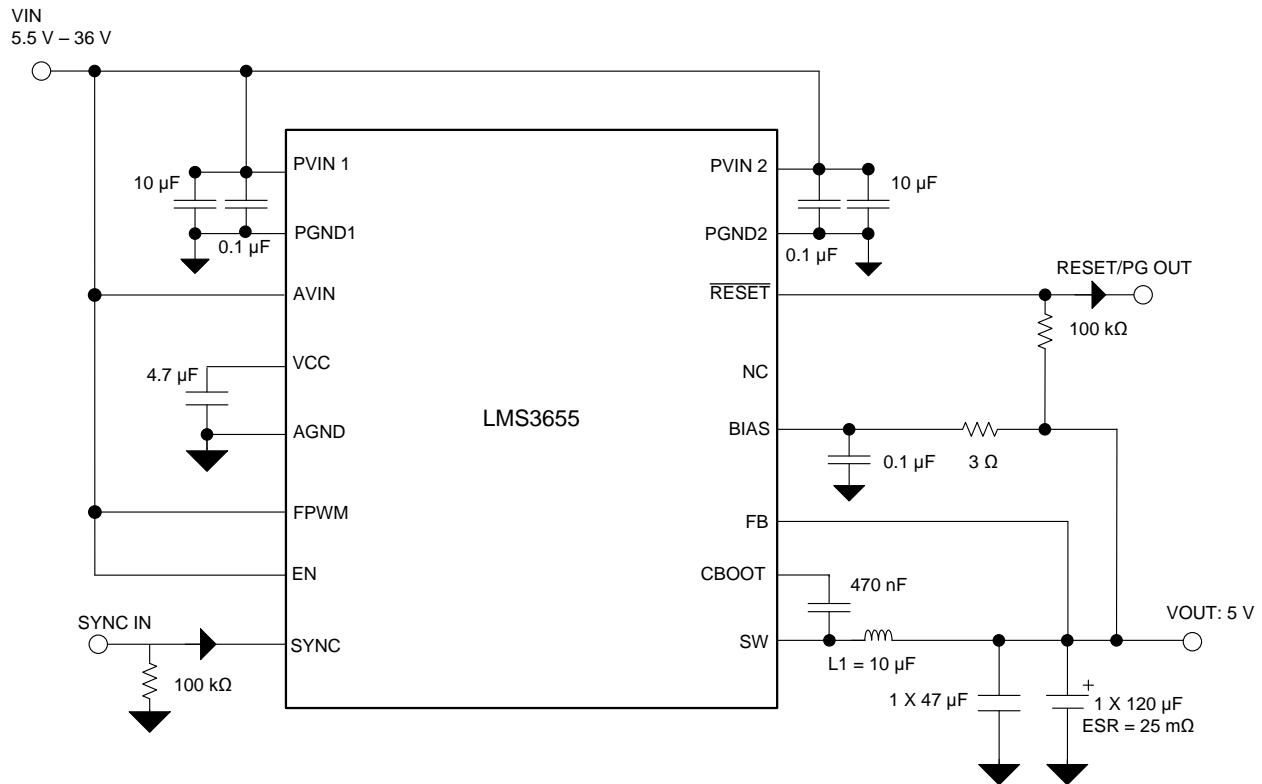 VIN
5.5 V – 36 V
PVIN 1
PVIN 2
10 µF
10 µF
PGND1
0.1 µF
PGND2
0.1 µF
RESET/PG OUT
AVIN
RESET
100 kΩ
VCC
4.7 µF
NC
LMS3655
AGND
BIAS
0.1 µF
3 Ω
FPWM
FB
EN
CBOOT
470 nF
SYNC IN
VOUT: 5 V
SYNC
SW
L1 = 10 µF
100 kΩ
1 X 47 µF
+
1 X 120 µF
ESR = 25 mΩ